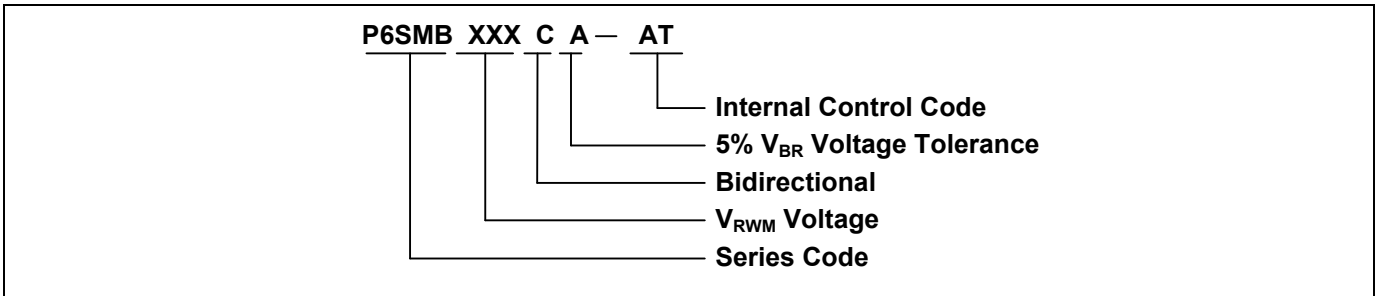 P6SMB XXX C A — AT
Internal Control Code
5% VBR Voltage Tolerance
Bidirectional
VRWM Voltage
Series Code